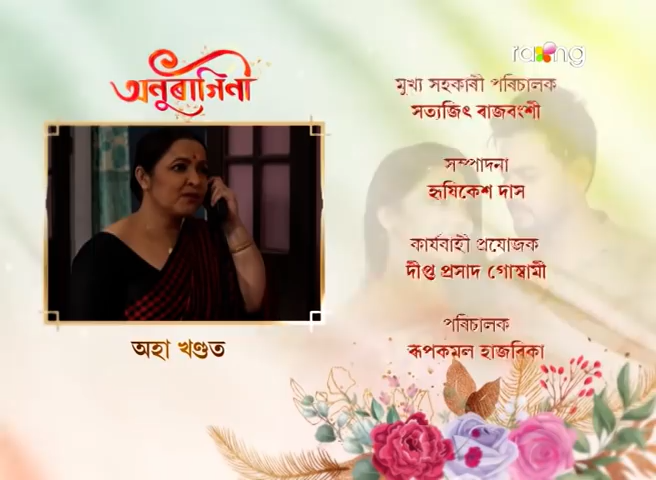 rang
অনুৰাগিনী
মুখ্য সহকাৰী পৰিচালক
সত্যজিৎ ৰাজবংশী
সম্পাদনা
হৃষিকেশ দাস
কাৰ্যবাহী প্ৰযোজক
দীপ্ত প্ৰসাদ গোস্বামী
পৰিচালক
ৰূপকমল হাজৰিকা
অহা খণ্ডত